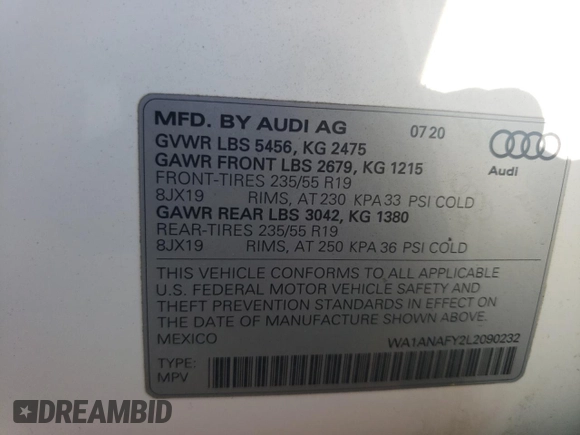 MFD. BY AUDI AG 07 20
GVWR LBS 5456, KG 2475
GAWR FRONT LBS 2679, KG 1215
FRONT-TIRES 235/55 R19
8JX19 RIMS, AT 230 KPA 33 PSI COLD
GAWR REAR LBS 3042, KG 1380
REAR-TIRES 235/55 R19
8JX19 RIMS, AT 250 KPA 36 PSI COLD
Audi
THIS VEHICLE CONFORMS TO ALL APPLICABLE
U.S. FEDERAL MOTOR VEHICLE SAFETY AND
THEFT PREVENTION STANDARDS IN EFFECT ON
THE DATE OF MANUFACTURE SHOWN ABOVE.
MEXICO WA1ANAFY2L2090232
TYPE:
MPV
DREAMBID